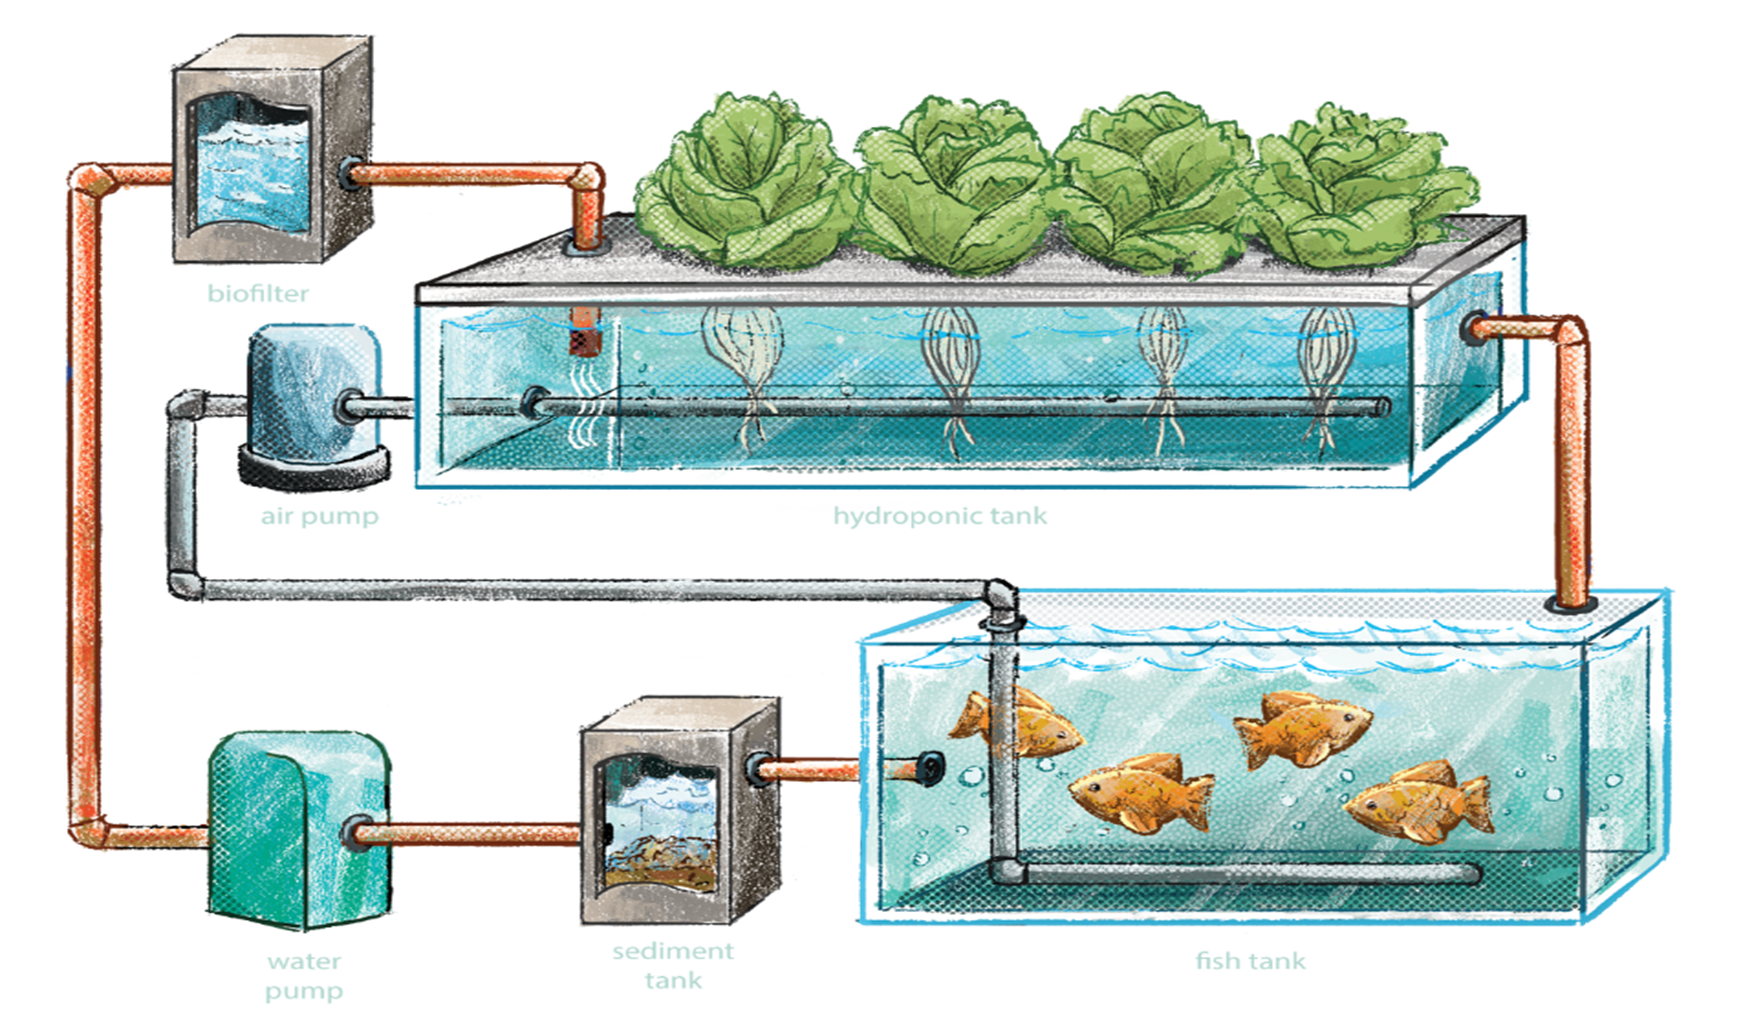 biofilter
air pump
hydroponic tank
water
pump
sediment
tank
fish tank